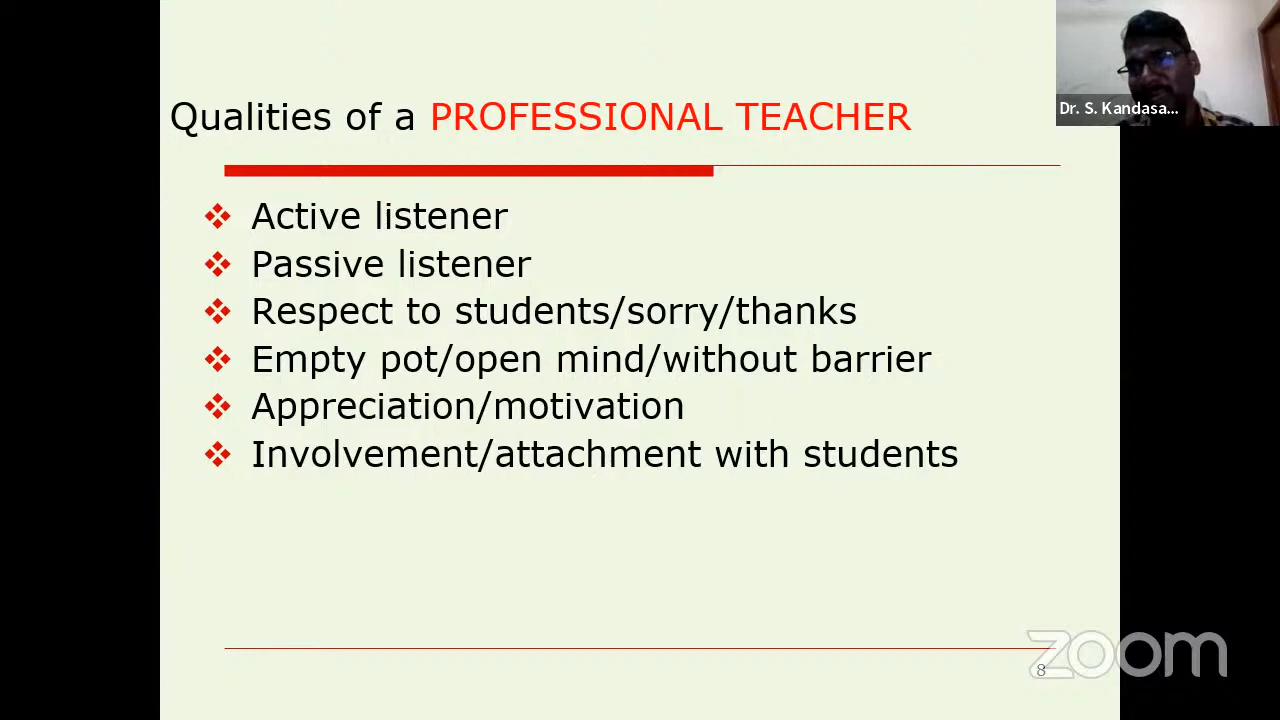 Dr. S. Kandasa...
Qualities of a PROFESSIONAL TEACHER
Active listener
Passive listener
Respect to students/sorry/thanks
Empty pot/open mind/without barrier
Appreciation/motivation
Involvement/attachment with students
zoom
8